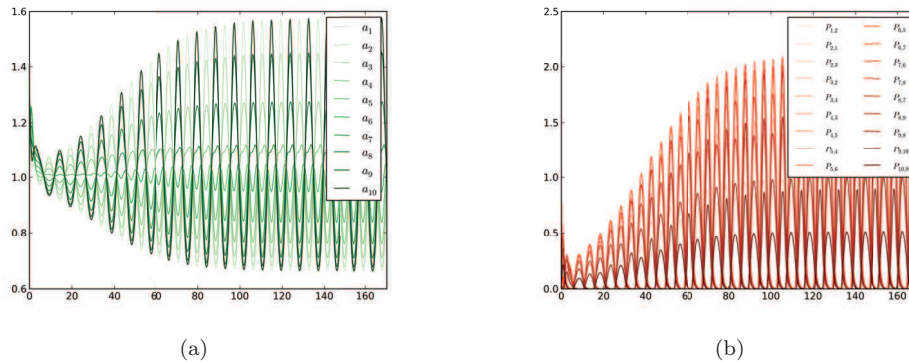 1.6
1.4
1.2
1.0
0.8
0.6
0 20 40 60 80 100 120 140 160
a₁
a₂
a₃
a₄
a₅
a₆
a₇
a₈
a₉
a₁₀
(a)
2.5
2.0
1.5
1.0
0.5
0.0
0 20 40 60 80 100 120 140 160
P₁,₂ P₆,₅
P₂,₁ P₆,₇
P₂,₃ P₇,₆
P₃,₂ P₇,₈
P₃,₄ P₈,₇
P₄,₃ P₈,₉
P₄,₅ P₉,₈
P₅,₄ P₉,₁₀
P₅,₆ P₁₀,₉
(b)